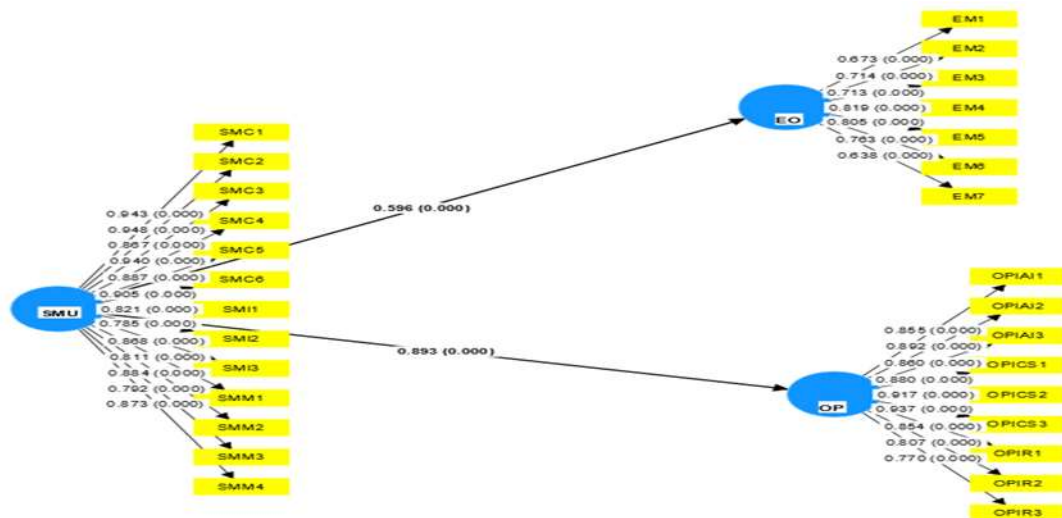 EM1
EM2
EM3
EM4
EM5
EM6
EM7
0.673 (0.000)
0.714 (0.000)
0.713 (0.000)
0.819 (0.000)
0.805 (0.000)
0.763 (0.000)
0.638 (0.000)
EO
SMC1
SMC2
SMC3
SMC4
SMC5
SMC6
SMI1
SMI2
SMI3
SMM1
SMM2
SMM3
SMM4
0.943 (0.000)
0.948 (0.000)
0.867 (0.000)
0.940 (0.000)
0.887 (0.000)
0.905 (0.000)
0.821 (0.000)
0.785 (0.000)
0.868 (0.000)
0.811 (0.000)
0.884 (0.000)
0.792 (0.000)
0.873 (0.000)
SMU
0.596 (0.000)
0.893 (0.000)
OPIAI1
OPIAI2
OPIAI3
OPICS1
OPICS2
OPICS3
OPIR1
OPIR2
OPIR3
0.855 (0.000)
0.892 (0.000)
0.860 (0.000)
0.880 (0.000)
0.917 (0.000)
0.937 (0.000)
0.854 (0.000)
0.807 (0.000)
0.770 (0.000)
OP